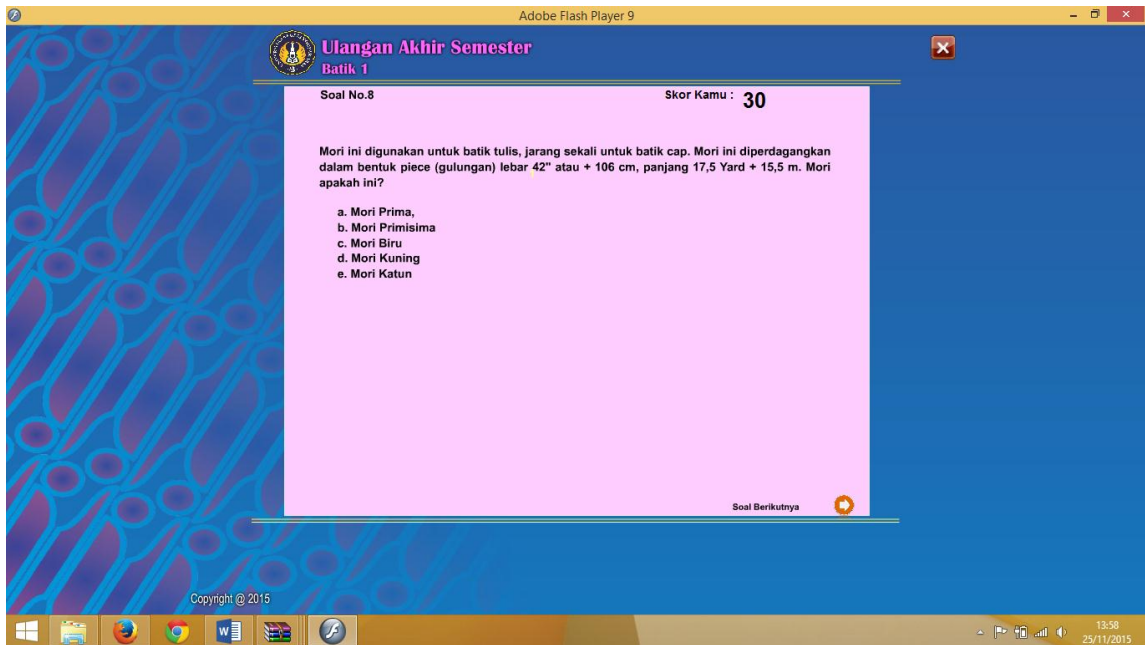 Adobe Flash Player 9
Ulangan Akhir Semester
Batik 1
Soal No.8
Skor Kamu : 30
Mori ini digunakan untuk batik tulis, jarang sekali untuk batik cap. Mori ini diperdagangkan
dalam bentuk piece (gulungan) lebar 42" atau + 106 cm, panjang 17,5 Yard + 15,5 m. Mori
apakah ini?
a. Mori Prima,
b. Mori Primisima
c. Mori Biru
d. Mori Kuning
e. Mori Katun
Soal Berikutnya
Copyright @ 2015
13:58
25/11/2015